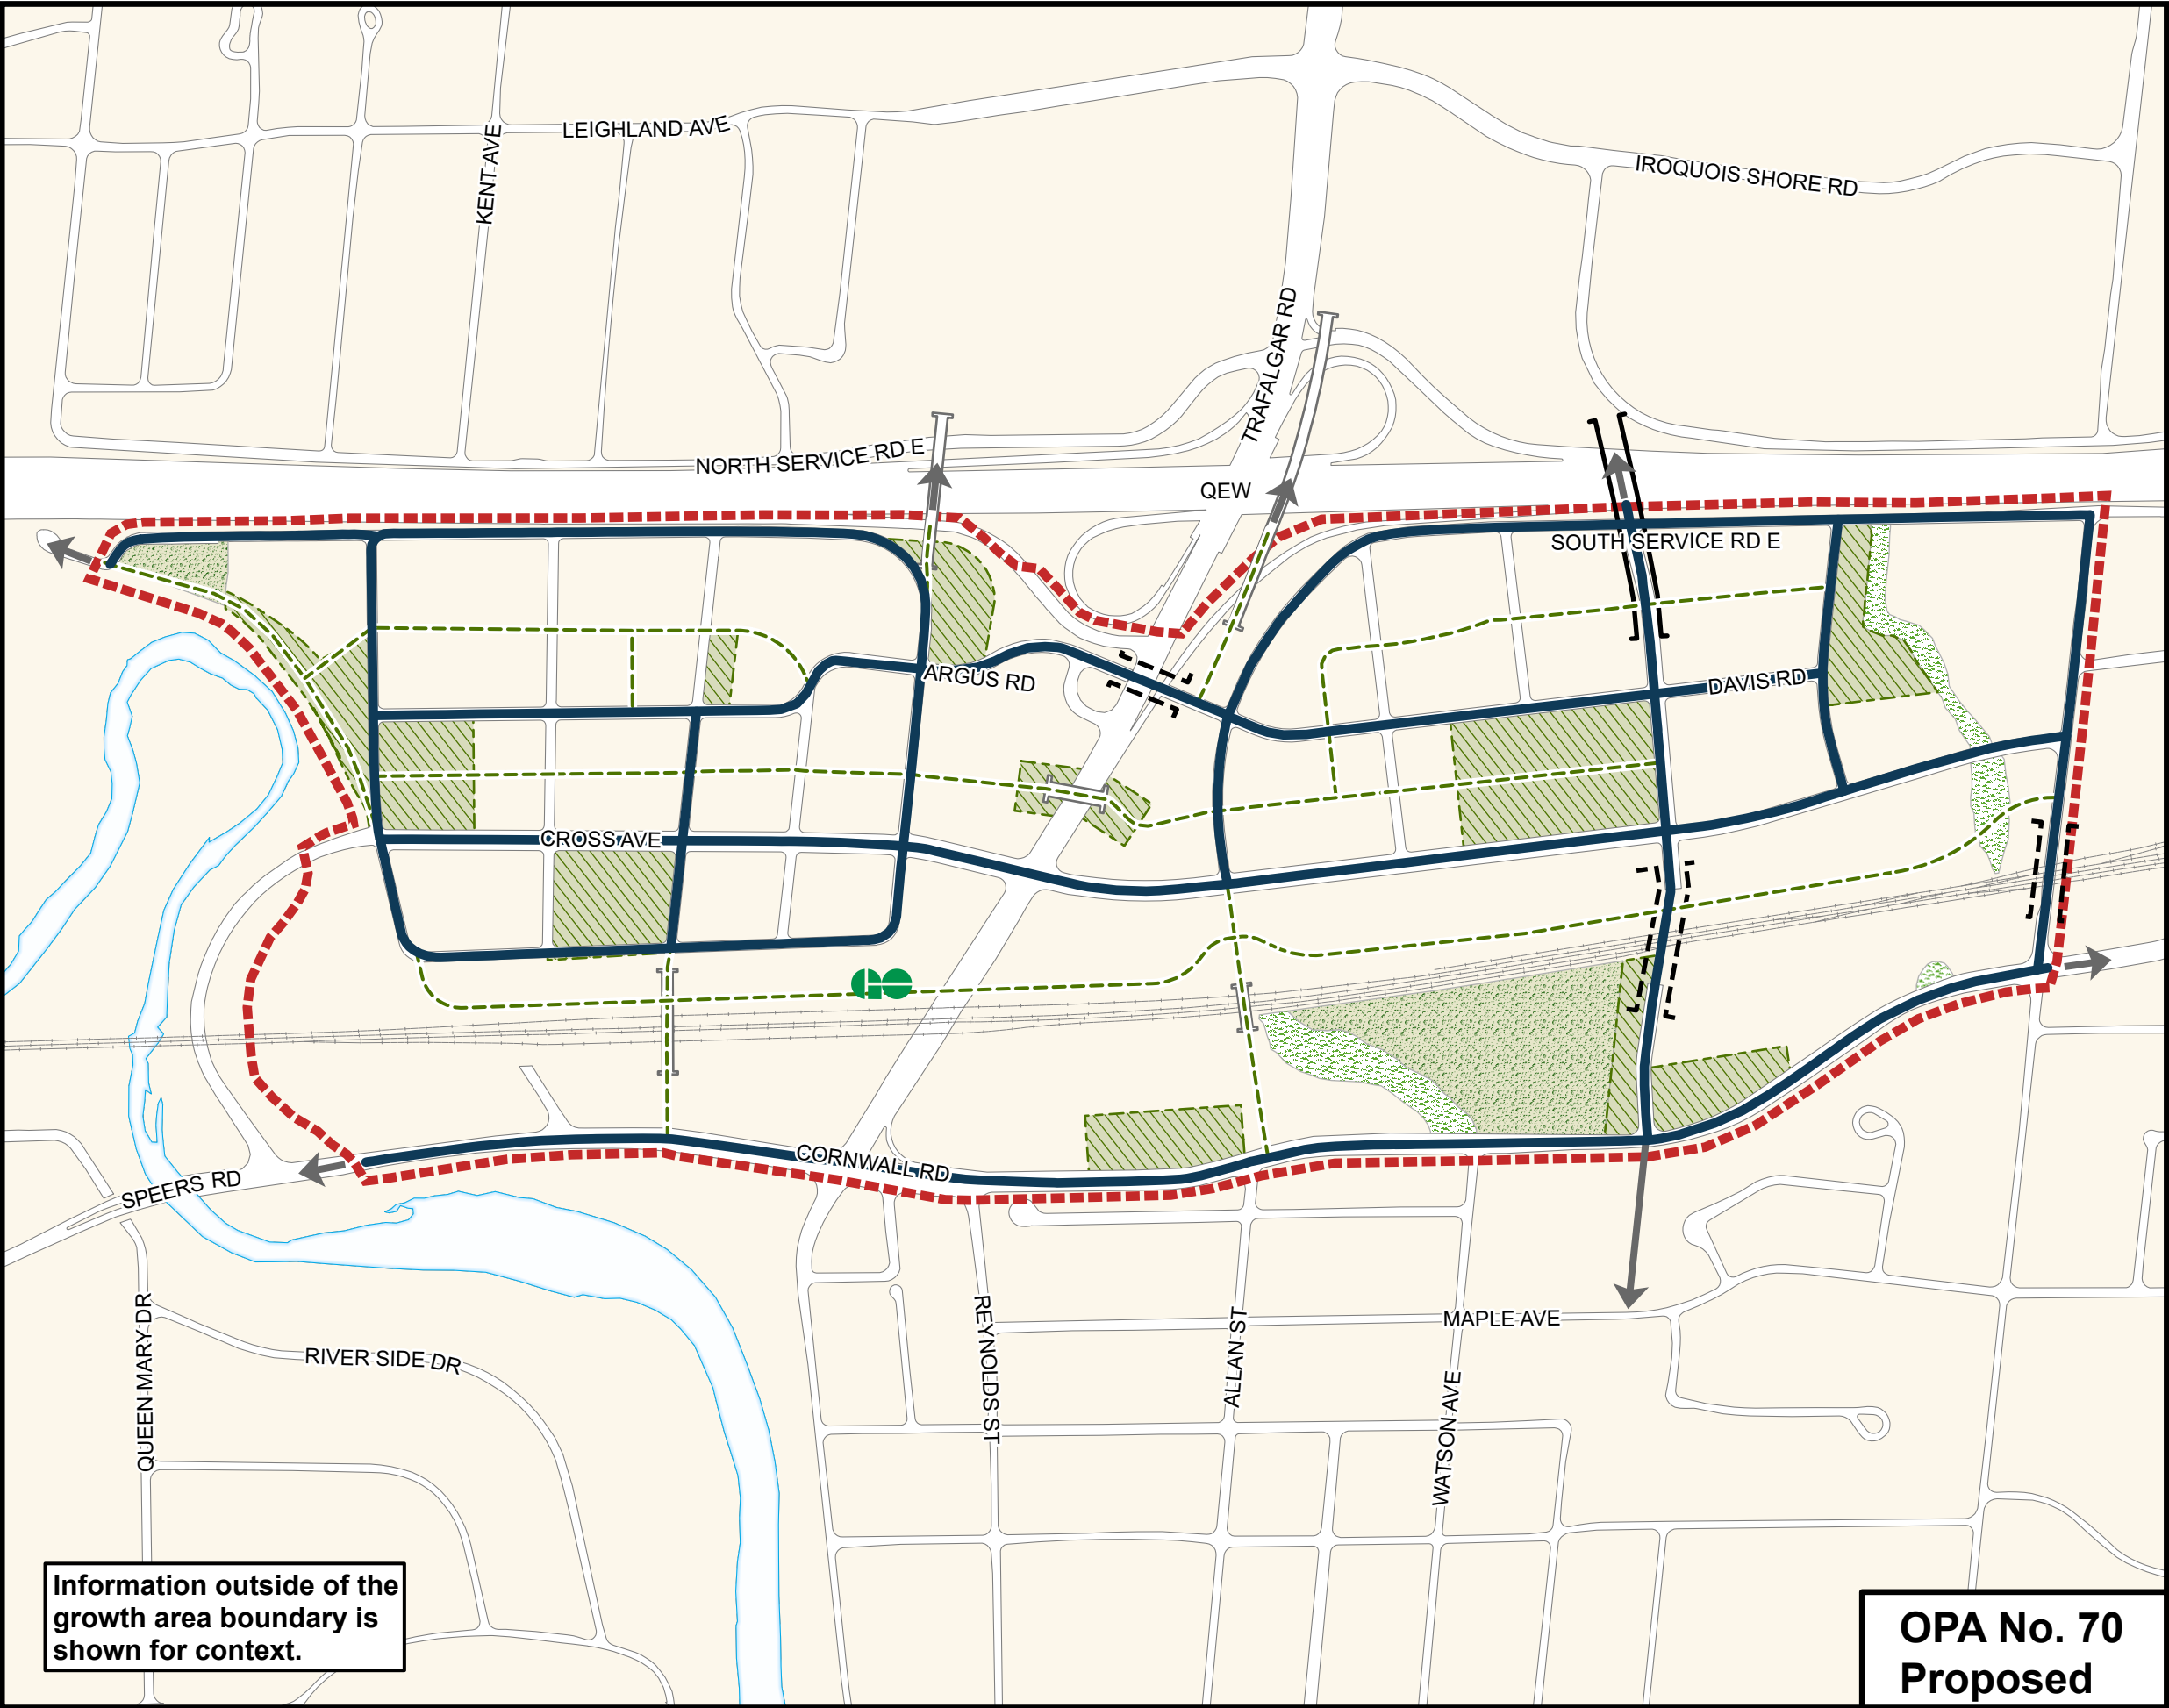 LEIGHLAND AVE
KENT AVE
IROQUOIS SHORE RD
TRAFALGAR RD
NORTH SERVICE RD E
QEW
SOUTH SERVICE RD E
ARGUS RD
DAVIS RD
CROSS AVE
GO
CORNWALL RD
SPEERS RD
QUEEN MARY DR
RIVER SIDE DR
REYNOLDS ST
ALLAN ST
MAPLE AVE
WATSON AVE
Information outside of the
growth area boundary is
shown for context.
OPA No. 70
Proposed